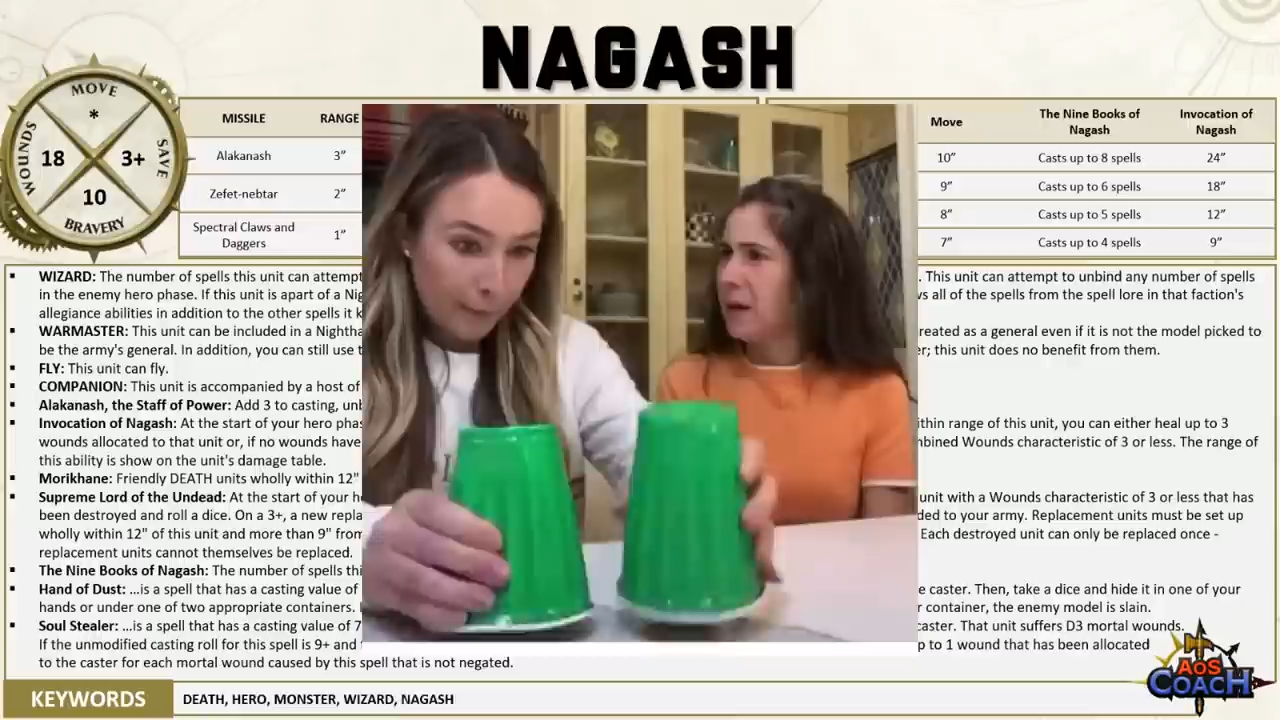 NAGASH
MOVE
*
WOUNDS 18 3+ SAVE
10
BRAVERY
MISSILE RANGE
Alakanash 3”
Zefet-nebtar 2”
Spectral Claws and
Daggers 1”
Move The Nine Books of
Nagash Invocation of
Nagash
10” Casts up to 8 spells 24”
9” Casts up to 6 spells 18”
8” Casts up to 5 spells 12”
7” Casts up to 4 spells 9”
▪ WIZARD: The number of spells this unit can attempt . This unit can attempt to unbind any number of spells
in the enemy hero phase. If this unit is apart of a Nig s all of the spells from the spell lore in that faction's
allegiance abilities in addition to the other spells it k
▪ WARMASTER: This unit can be included in a Nightha reated as a general even if it is not the model picked to
be the army's general. In addition, you can still use t r; this unit does no benefit from them.
▪ FLY: This unit can fly.
▪ COMPANION: This unit is accompanied by a host of
▪ Alakanash, the Staff of Power: Add 3 to casting, unb
▪ Invocation of Nagash: At the start of your hero phas ithin range of this unit, you can either heal up to 3
wounds allocated to that unit or, if no wounds have mbined Wounds characteristic of 3 or less. The range of
this ability is show on the unit's damage table.
▪ Morikhane: Friendly DEATH units wholly within 12"
▪ Supreme Lord of the Undead: At the start of your he unit with a Wounds characteristic of 3 or less that has
been destroyed and roll a dice. On a 3+, a new repla ded to your army. Replacement units must be set up
wholly within 12" of this unit and more than 9" from Each destroyed unit can only be replaced once -
replacement units cannot themselves be replaced.
▪ The Nine Books of Nagash: The number of spells thi
▪ Hand of Dust: …is a spell that has a casting value of e caster. Then, take a dice and hide it in one of your
hands or under one of two appropriate containers. r container, the enemy model is slain.
▪ Soul Stealer: …is a spell that has a casting value of 7 caster. That unit suffers D3 mortal wounds.
If the unmodified casting roll for this spell is 9+ and p to 1 wound that has been allocated
to the caster for each mortal wound caused by this spell that is not negated.
AoS
COACH
KEYWORDS DEATH, HERO, MONSTER, WIZARD, NAGASH